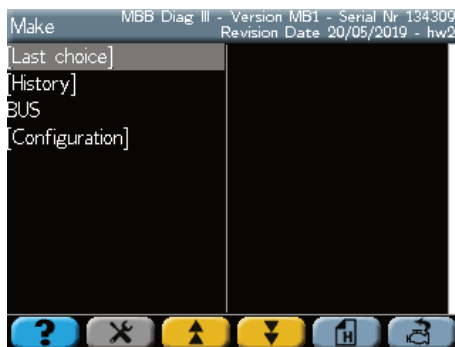 Make
MBB Diag III - Version MB1 - Serial Nr 134309
Revision Date 20/05/2019 - hw2
[Last choice]
[History]
BUS
[Configuration]
?
H